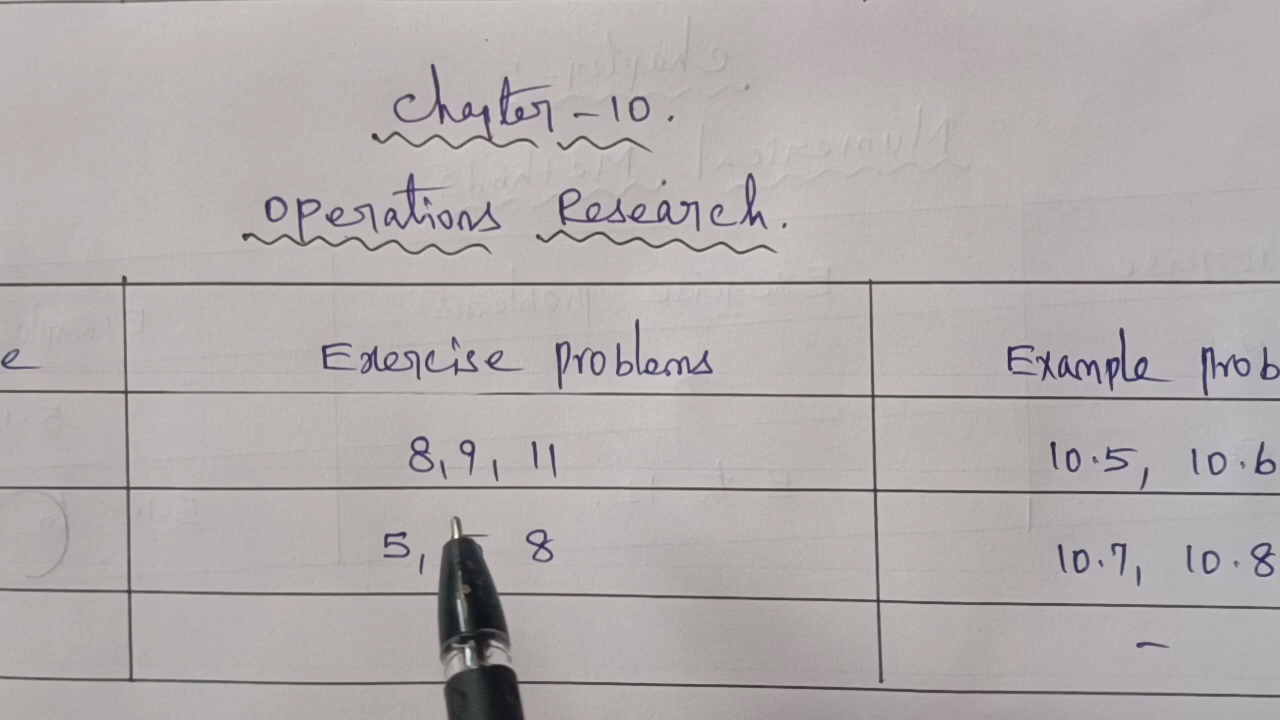 Chapter - 10.
Operations Research.
e Exercise problems Example prob
8, 9, 11 10.5, 10.6
5, 8 10.7, 10.8
-